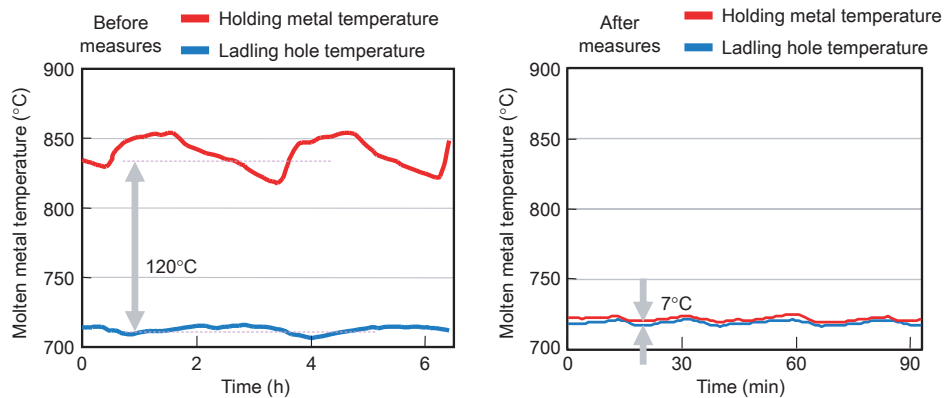 Before
measures
Holding metal temperature
Ladling hole temperature
Molten metal temperature (°C)
900
850
800
750
700
120°C
0
2
4
6
Time (h)
After
measures
Holding metal temperature
Ladling hole temperature
Molten metal temperature (°C)
900
850
800
750
700
7°C
0
30
60
90
Time (min)